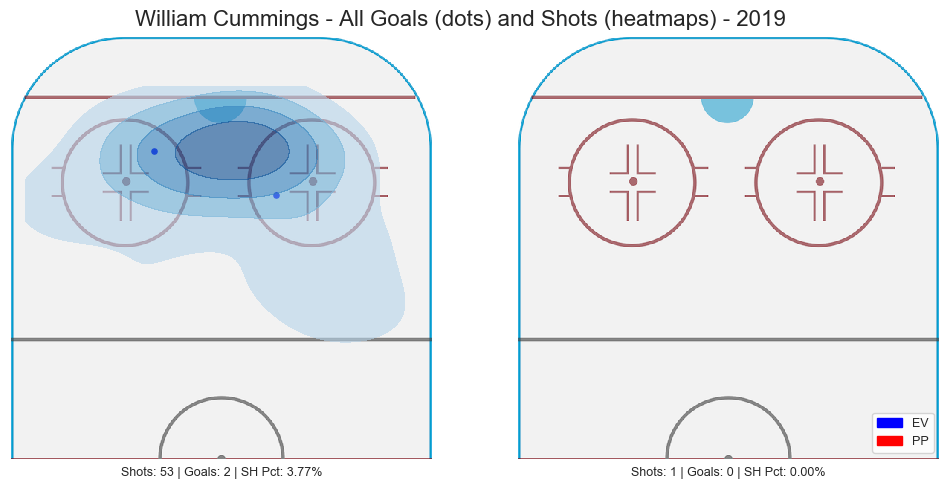 William Cummings - All Goals (dots) and Shots (heatmaps) - 2019
EV
PP
Shots: 53 | Goals: 2 | SH Pct: 3.77%
Shots: 1 | Goals: 0 | SH Pct: 0.00%